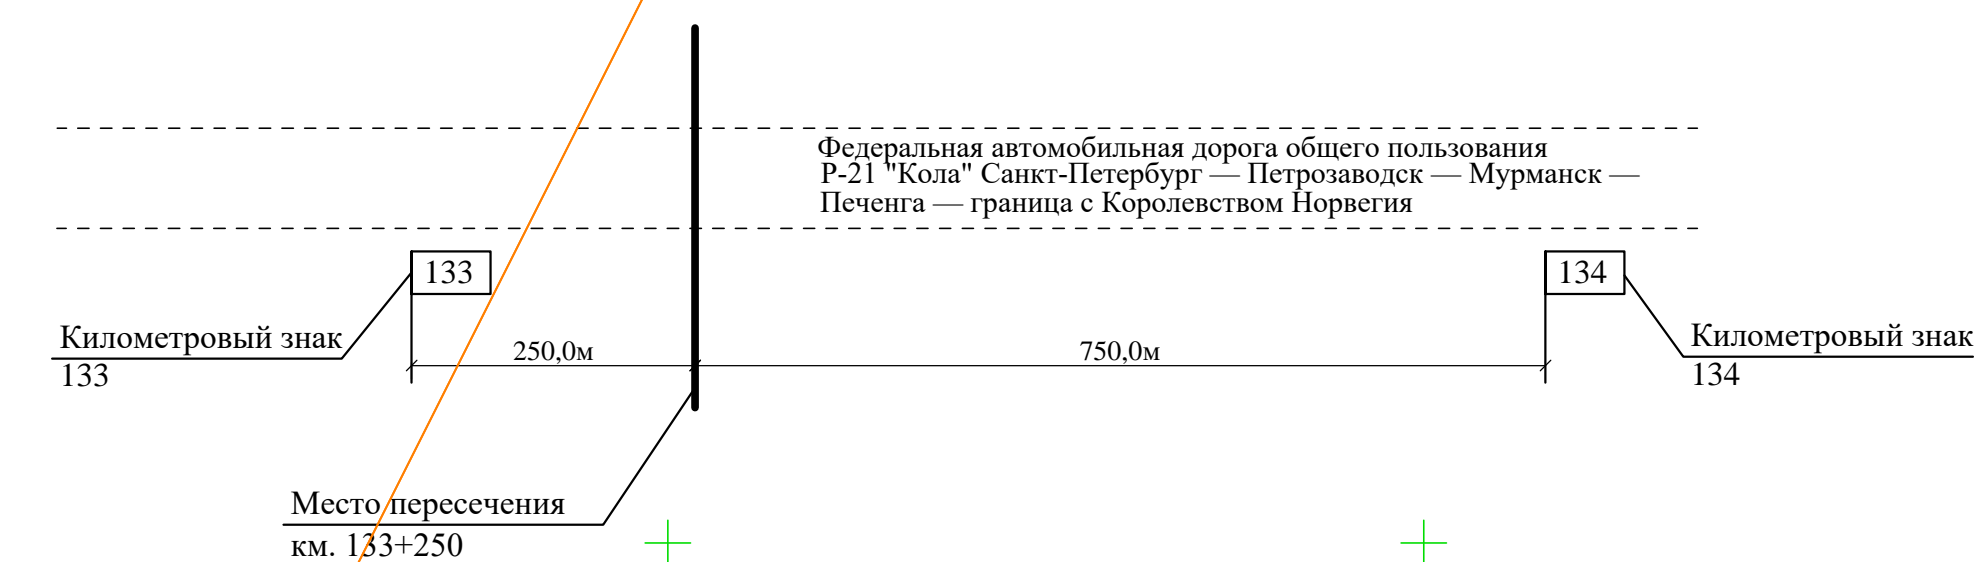 Федеральная автомобильная дорога общего пользования
Р-21 "Кола" Санкт-Петербург — Петрозаводск — Мурманск —
Печенга — граница с Королевством Норвегия
133
134
Километровый знак
133
250,0м
750,0м
Километровый знак
134
Место пересечения
км. 133+250